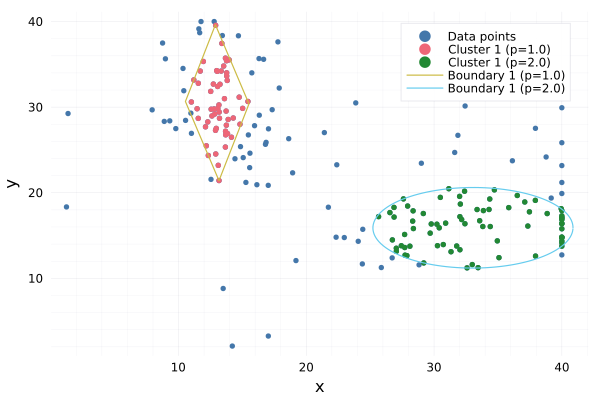 40
30
20
10
y
10
20
30
40
x
Data points
Cluster 1 (p=1.0)
Cluster 1 (p=2.0)
Boundary 1 (p=1.0)
Boundary 1 (p=2.0)